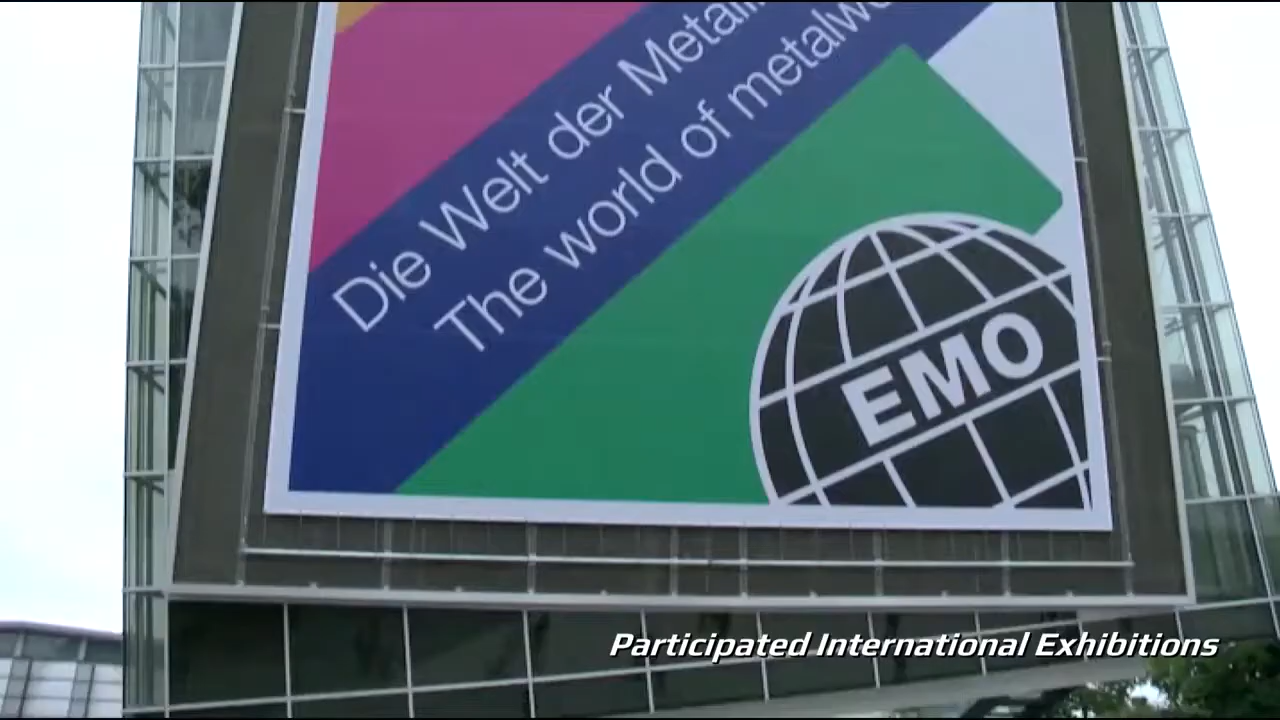 Die Welt der
The world of
EMO
Participated International Exhibitions